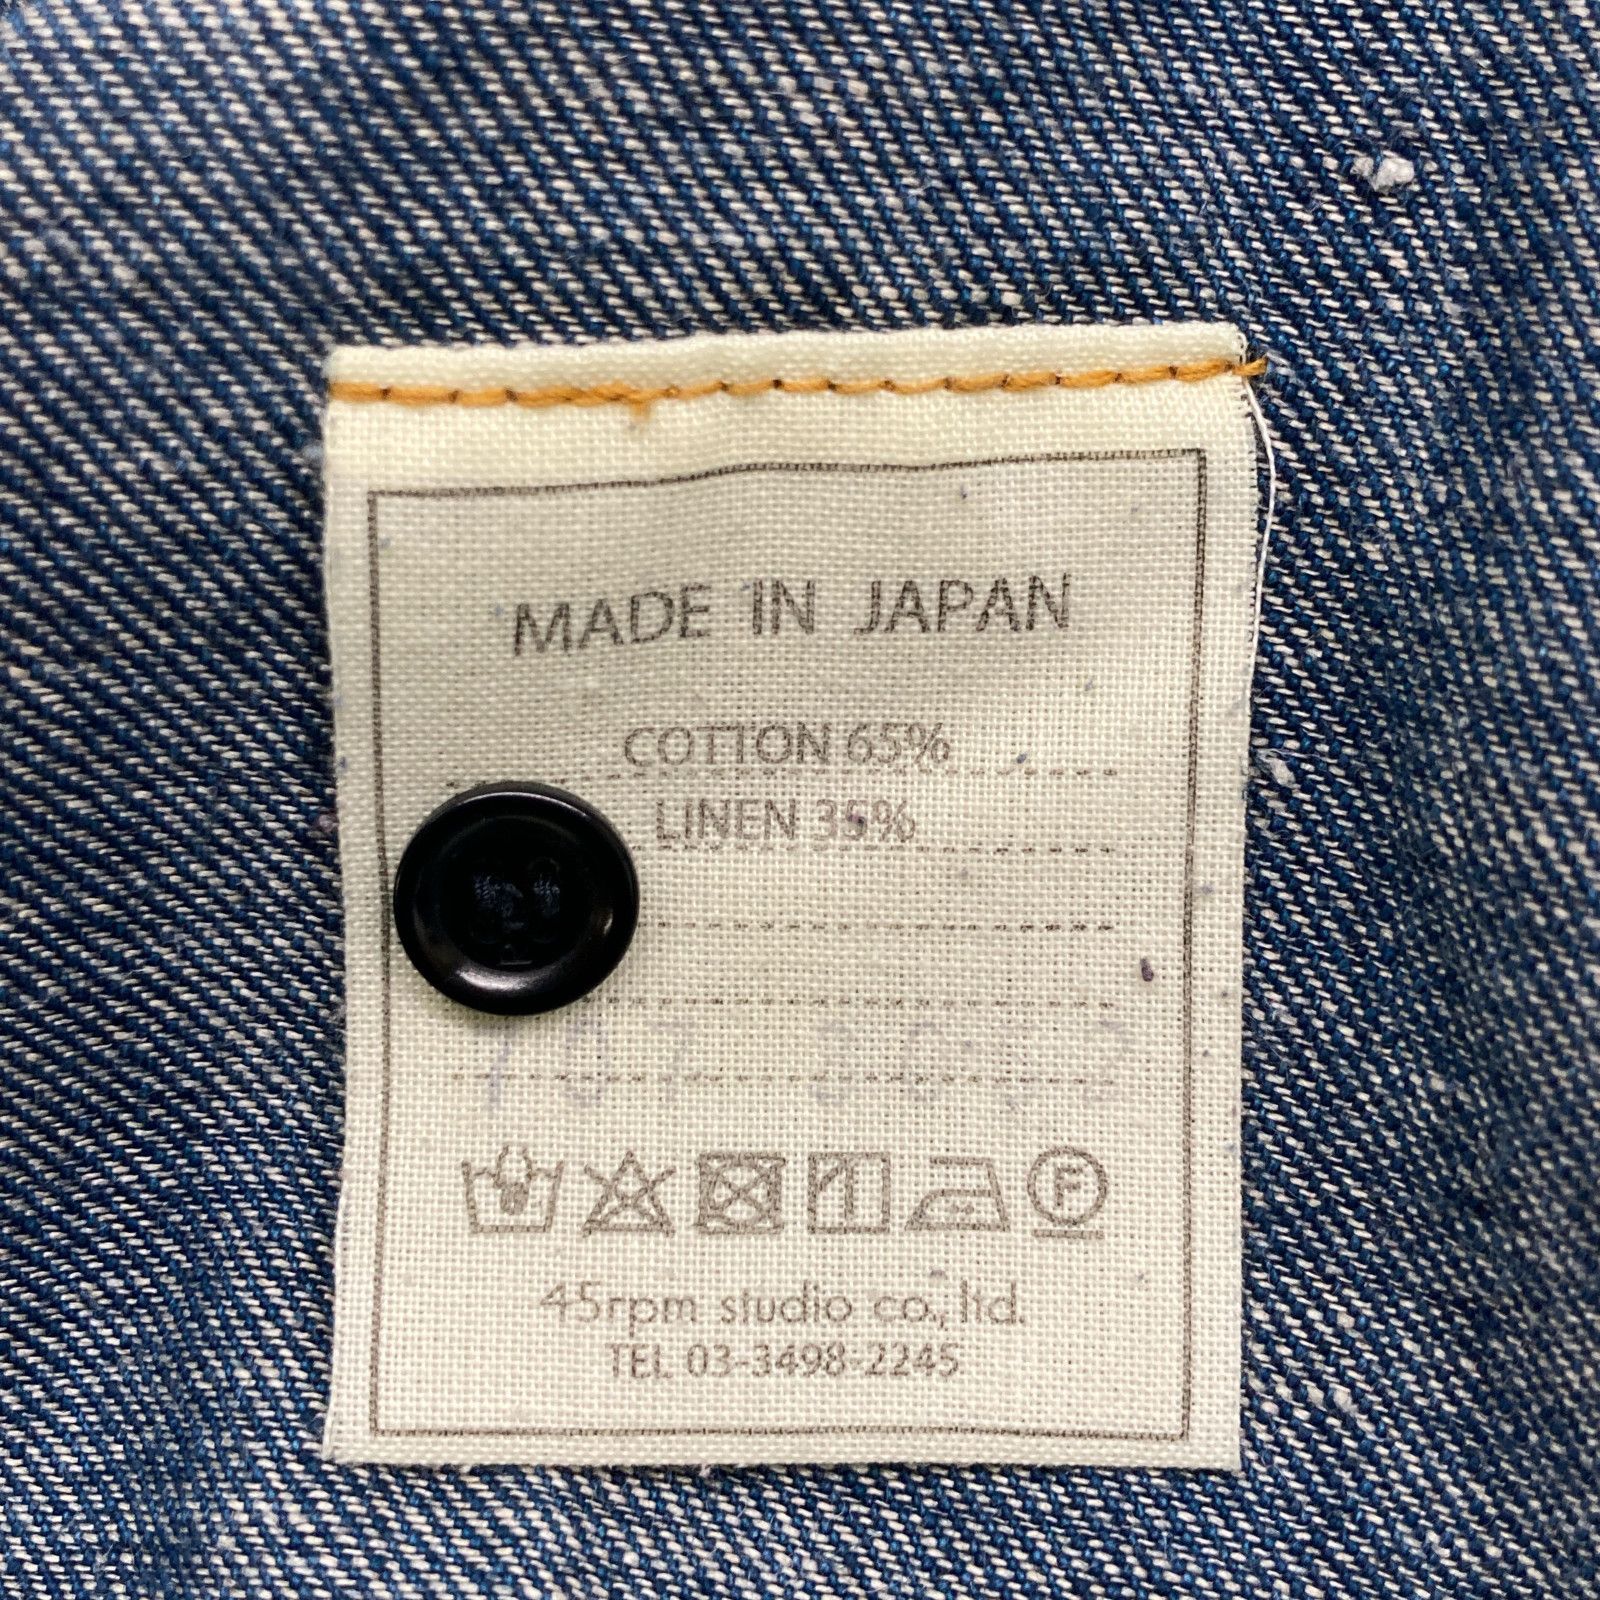 MADE IN JAPAN
COTTON 65%
LINEN 35%
F
45rpm studio co., ltd.
TEL 03-3498-2245